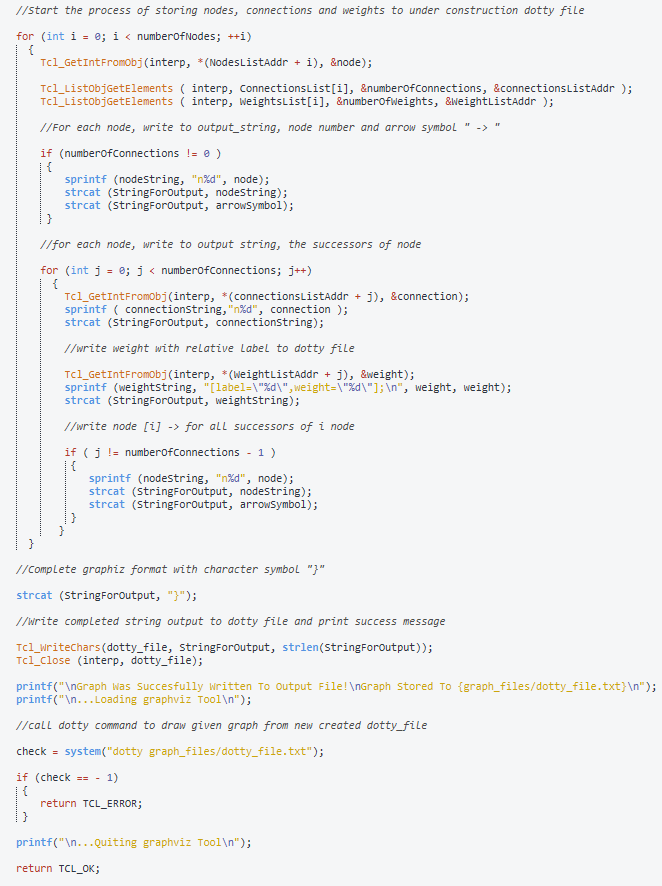 //Start the process of storing nodes, connections and weights to under construction dotty file
for (int i = 0; i < numberOfNodes; ++i)
{
Tcl_GetIntFromObj(interp, *(NodesListAddr + i), &node);
Tcl_ListObjGetElements ( interp, ConnectionsList[i], &numberOfConnections, &connectionsListAddr );
Tcl_ListObjGetElements ( interp, WeightsList[i], &numberOfWeights, &WeightListAddr );
//For each node, write to output_string, node number and arrow symbol " -> "
if (numberOfConnections != 0 )
{
sprintf (nodeString, "n%d", node);
strcat (StringForOutput, nodeString);
strcat (StringForOutput, arrowSymbol);
}
//for each node, write to output string, the successors of node
for (int j = 0; j < numberOfConnections; j++)
{
Tcl_GetIntFromObj(interp, *(connectionsListAddr + j), &connection);
sprintf ( connectionString,"n%d", connection );
strcat (StringForOutput, connectionString);
//write weight with relative label to dotty file
Tcl_GetIntFromObj(interp, *(WeightListAddr + j), &weight);
sprintf (weightString, "[label=\"%d\",weight=\"%d\"];\n", weight, weight);
strcat (StringForOutput, weightString);
//write node [i] -> for all successors of i node
if ( j != numberOfConnections - 1 )
{
sprintf (nodeString, "n%d", node);
strcat (StringForOutput, nodeString);
strcat (StringForOutput, arrowSymbol);
}
}
}
//Complete graphiz format with character symbol "}"
strcat (StringForOutput, "}");
//Write completed string output to dotty file and print success message
Tcl_WriteChars(dotty_file, StringForOutput, strlen(StringForOutput));
Tcl_Close (interp, dotty_file);
printf("\nGraph Was Succesfully Written To Output File!\nGraph Stored To {graph_files/dotty_file.txt}\n");
printf("\n...Loading graphviz Tool\n");
//call dotty command to draw given graph from new created dotty_file
check = system("dotty graph_files/dotty_file.txt");
if (check == - 1)
{
return TCL_ERROR;
}
printf("\n...Quiting graphviz Tool\n");
return TCL_OK;